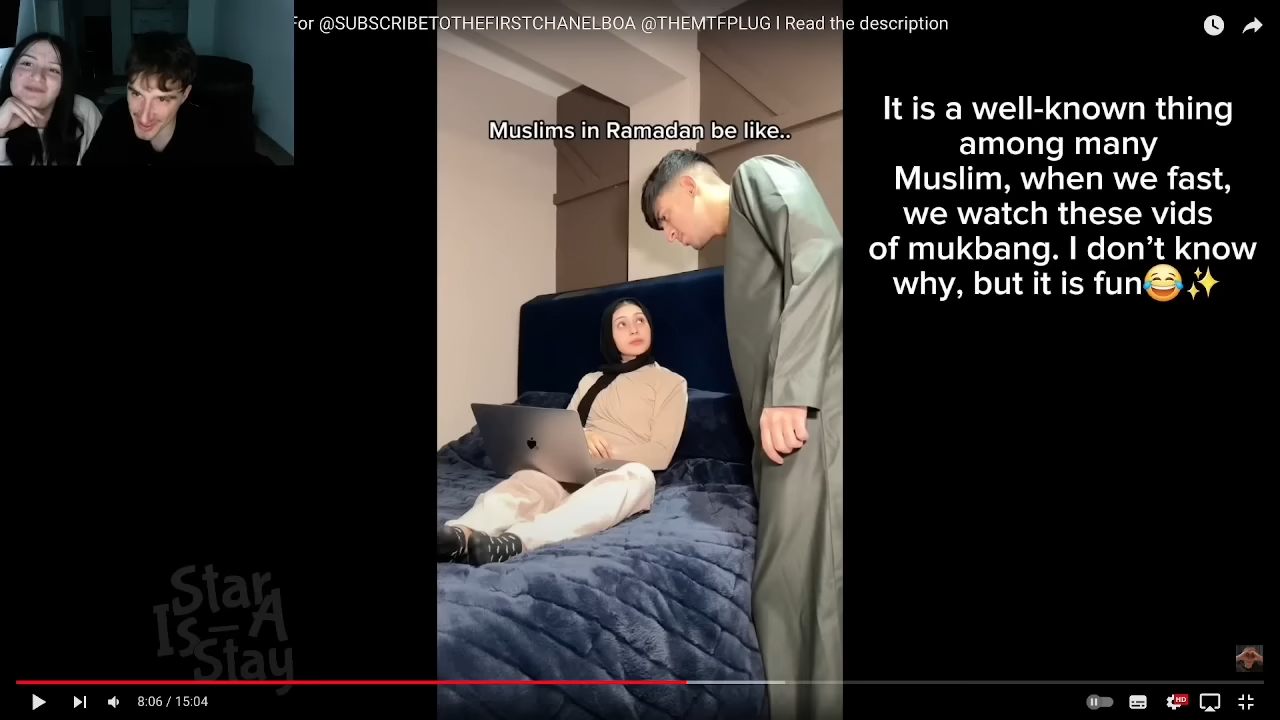 For @SUBSCRIBETOTHEFIRSTCHANELBOA @THEMTFPLUG I Read the description
Muslims in Ramadan be like..
It is a well-known thing
among many
Muslim, when we fast,
we watch these vids
of mukbang. I don’t know
why, but it is fun😂✨
Star
Is–A
Stay
8:06 / 15:04
HD